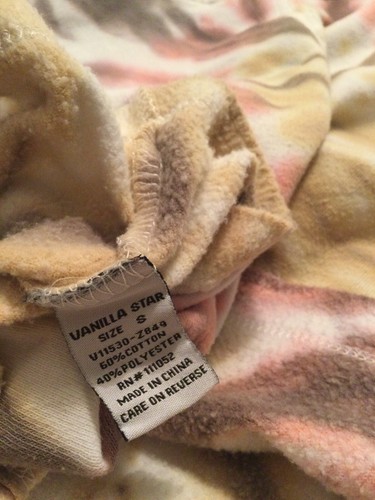 VANILLA STAR
SIZE S
V11530-Z849
60%COTTON
40%POLYESTER
RN#111052
MADE IN CHINA
CARE ON REVERSE